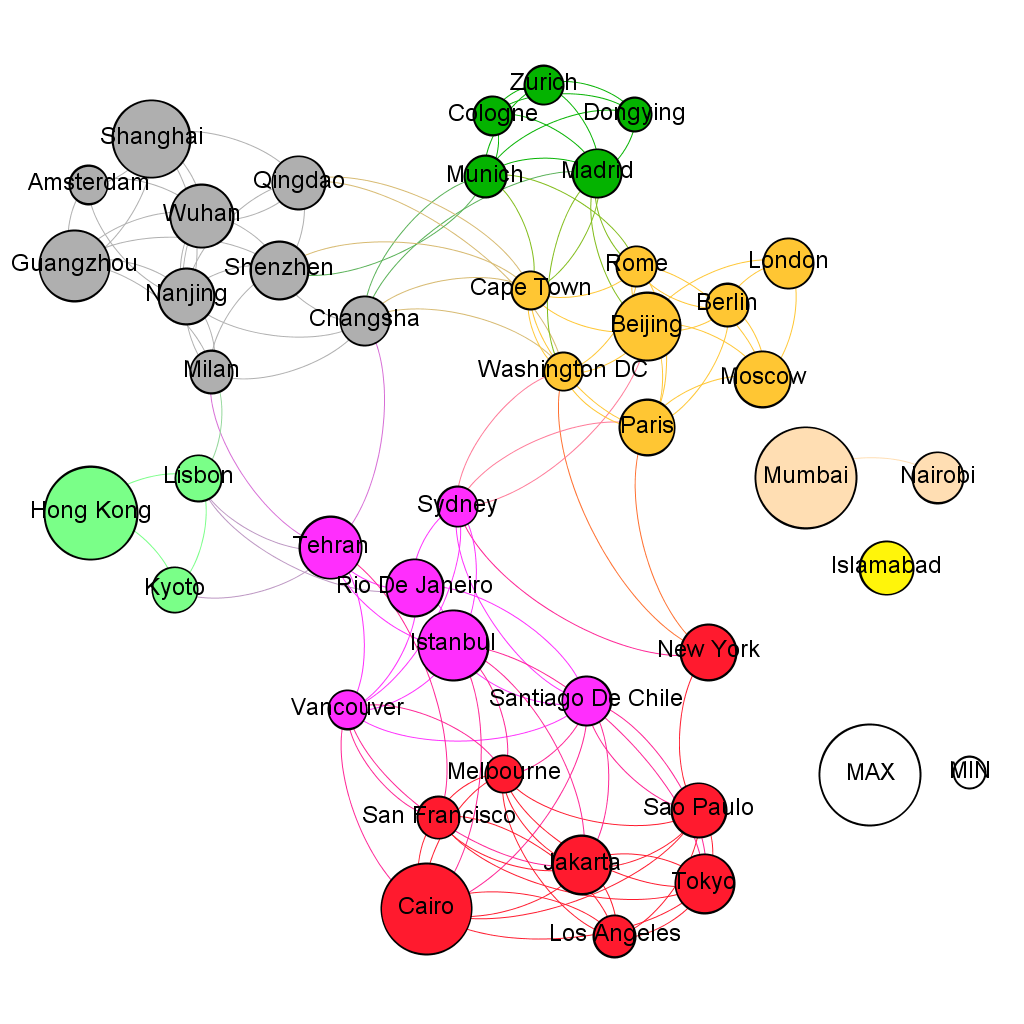 Zurich
Cologne
Dongying
Shanghai
Munich
Madrid
Amsterdam
Qingdao
Wuhan
Guangzhou
Shenzhen
Nanjing
Changsha
Milan
Rome
London
Cape Town
Berlin
Beijing
Washington DC
Moscow
Paris
Mumbai
Nairobi
Lisbon
Hong Kong
Sydney
Tehran
Islamabad
Kyoto
Rio De Janeiro
Istanbul
New York
Santiago De Chile
Vancouver
Melbourne
MAX
MIN
San Francisco
Sao Paulo
Jakarta
Tokyo
Cairo
Los Angeles